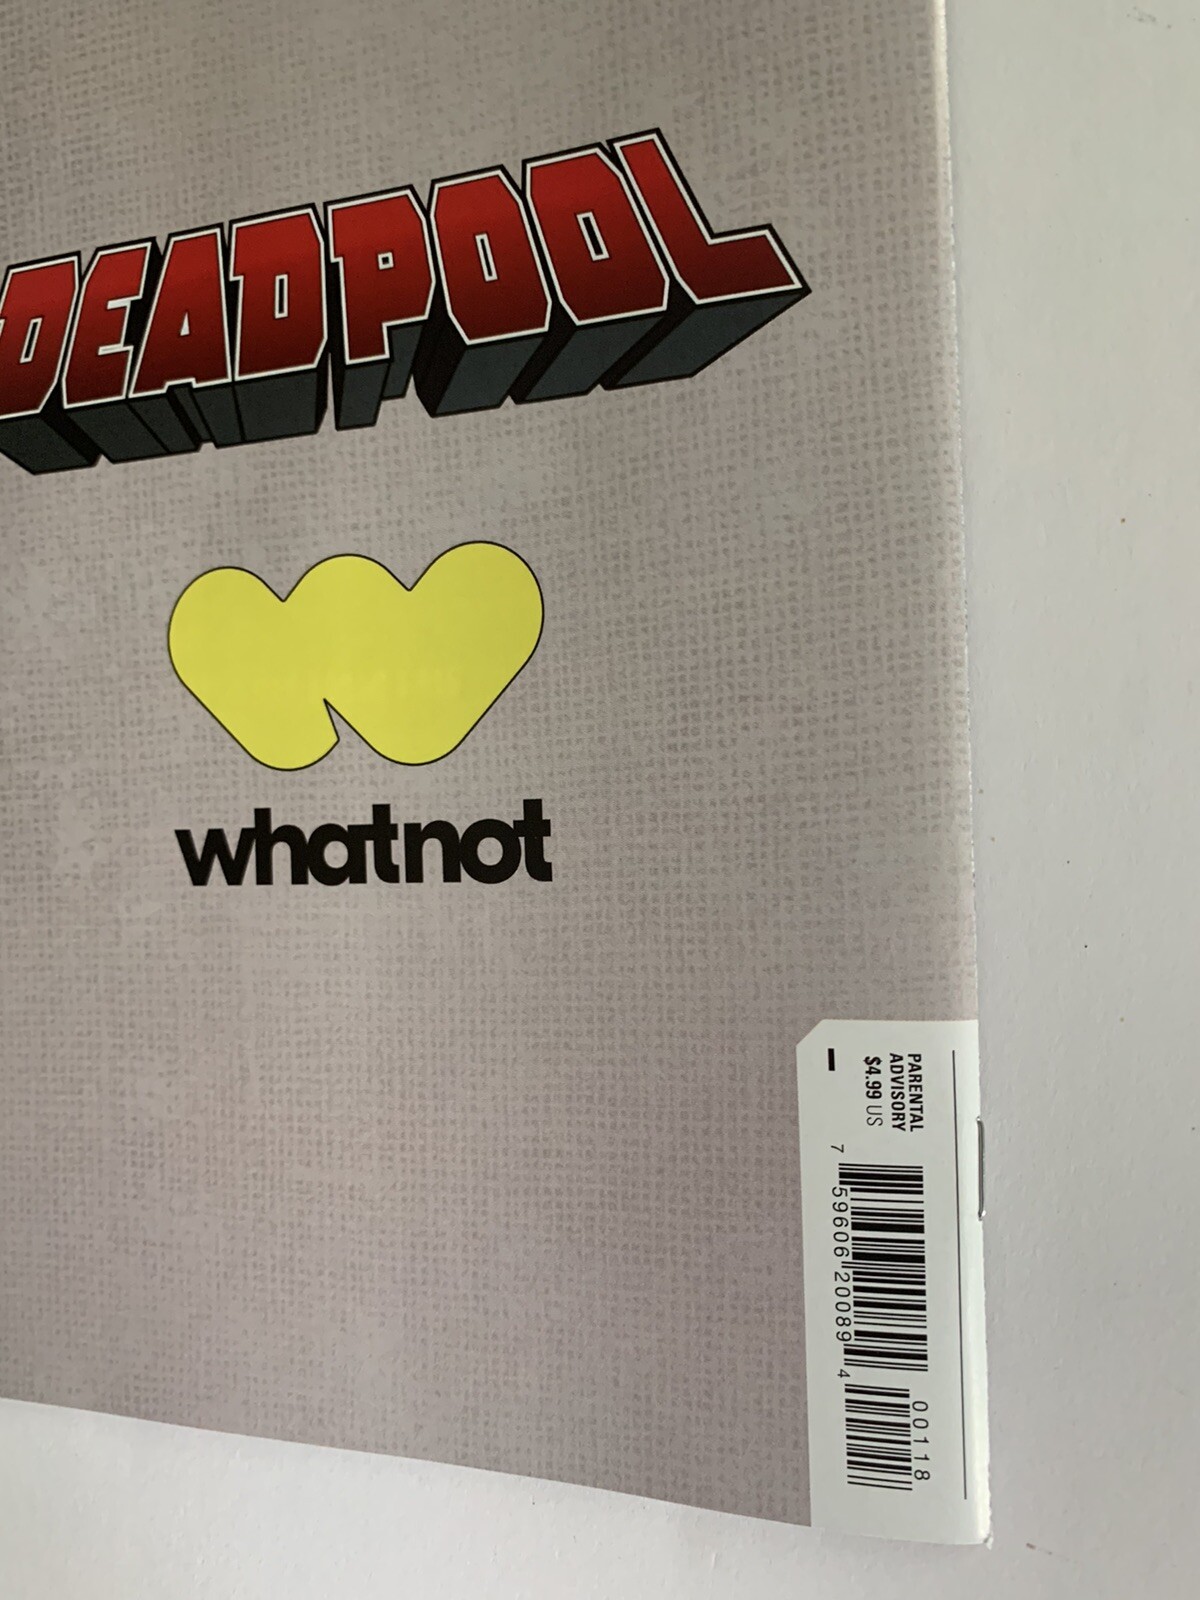 DEADPOOL
whatnot
PARENTAL
ADVISORY
$4.99 US
7 59606 20089 4
00118